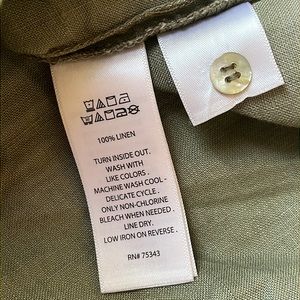 100% LINEN
TURN INSIDE OUT.
WASH WITH
LIKE COLORS .
MACHINE WASH COOL -
DELICATE CYCLE .
ONLY NON-CHLORINE
BLEACH WHEN NEEDED .
LINE DRY.
LOW IRON ON REVERSE .
RN# 75343